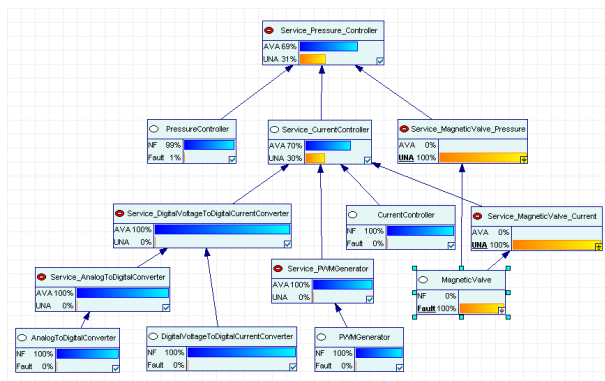 Service_Pressure_Controller
AVA 69%
UNA 31%
PressureController
NF 99%
Fault 1%
Service_CurrentController
AVA 70%
UNA 30%
Service_MagneticValve_Pressure
AVA 0%
UNA 100%
Service_DigitalVoltageToDigitalCurrentConverter
AVA 100%
UNA 0%
CurrentController
NF 100%
Fault 0%
Service_MagneticValve_Current
AVA 0%
UNA 100%
Service_AnalogToDigitalConverter
AVA 100%
UNA 0%
Service_PWMGenerator
AVA 100%
UNA 0%
MagneticValve
NF 0%
Fault 100%
AnalogToDigitalConverter
NF 100%
Fault 0%
DigitalVoltageToDigitalCurrentConverter
NF 100%
Fault 0%
PWMGenerator
NF 100%
Fault 0%